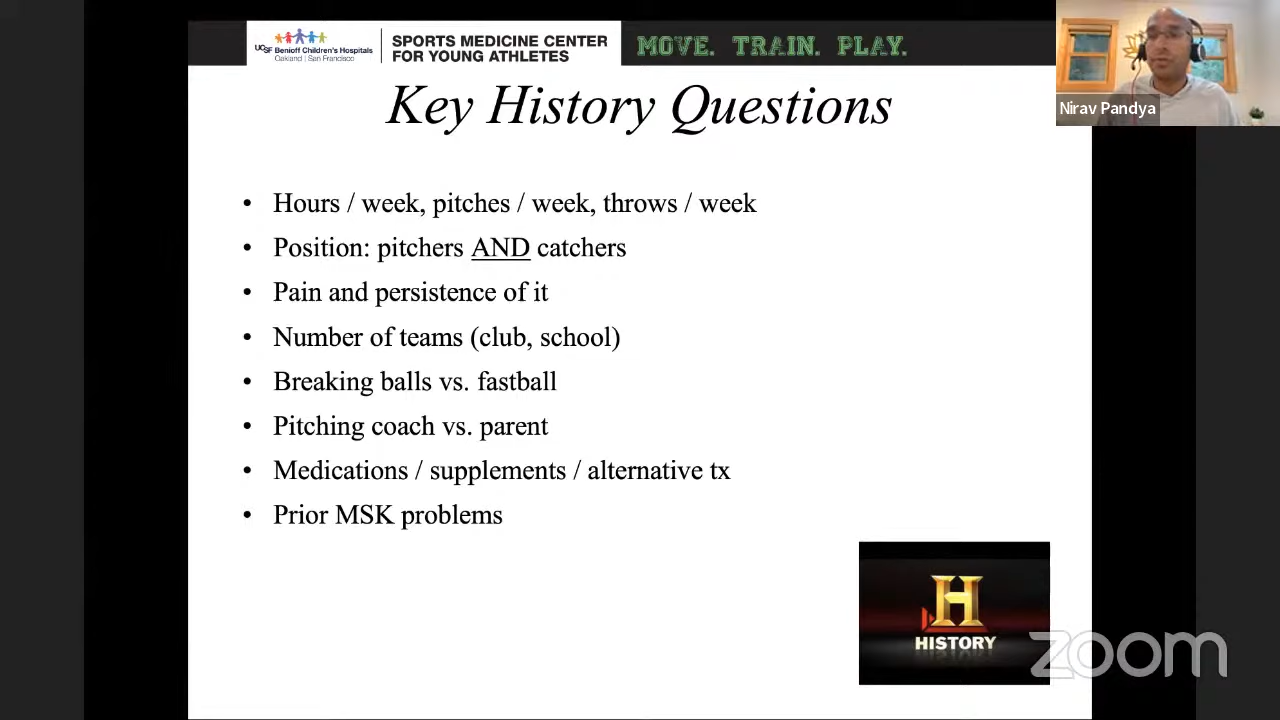 UCSF Benioff Children's Hospitals
Oakland | San Francisco
SPORTS MEDICINE CENTER
FOR YOUNG ATHLETES
MOVE. TRAIN. PLAY.
Nirav Pandya
Key History Questions
• Hours / week, pitches / week, throws / week
• Position: pitchers AND catchers
• Pain and persistence of it
• Number of teams (club, school)
• Breaking balls vs. fastball
• Pitching coach vs. parent
• Medications / supplements / alternative tx
• Prior MSK problems
H
HISTORY
zoom